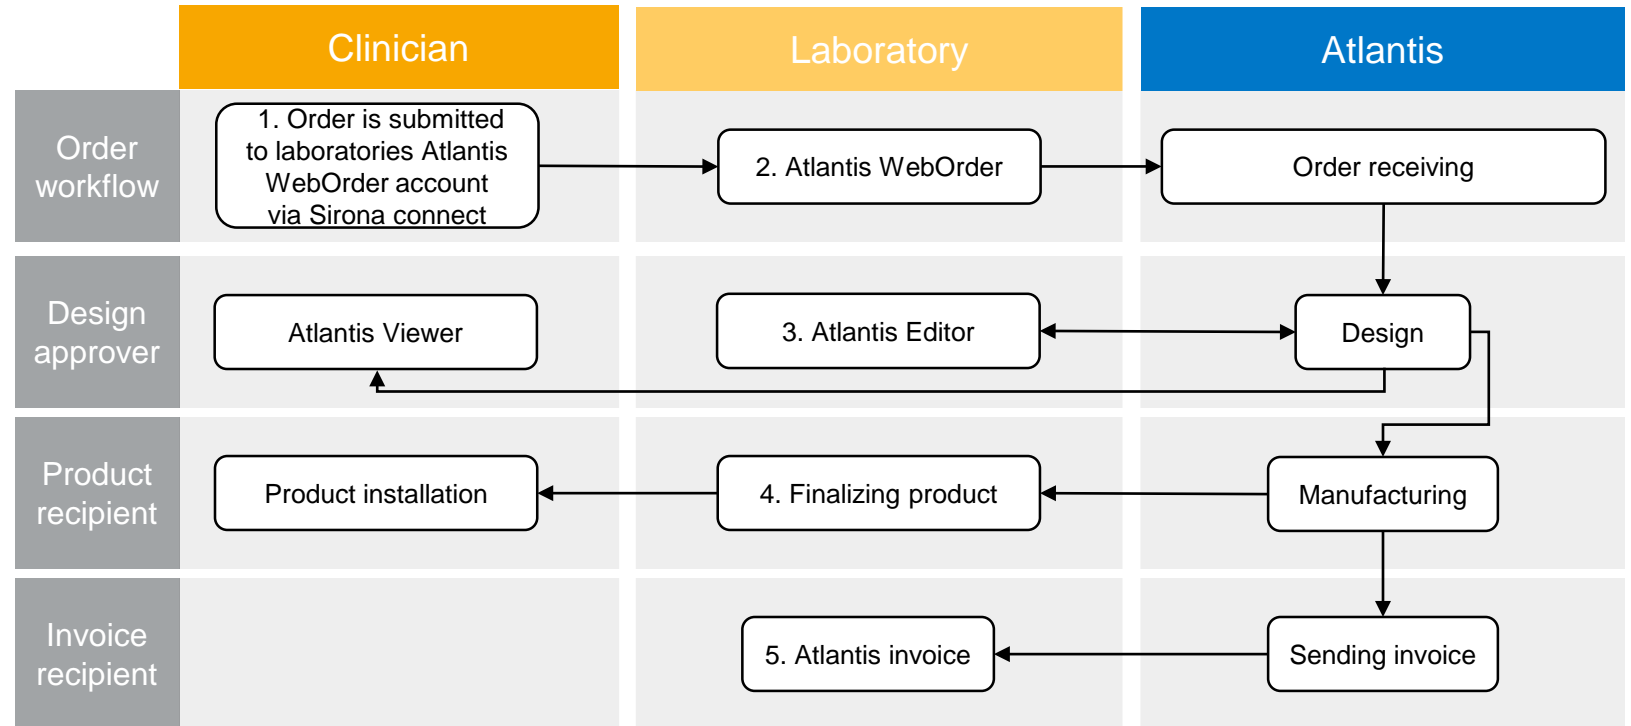 Clinician
Laboratory
Atlantis
Order
workflow
1. Order is submitted
to laboratories Atlantis
WebOrder account
via Sirona connect
2. Atlantis WebOrder
Order receiving
Design
approver
Atlantis Viewer
3. Atlantis Editor
Design
Product
recipient
Product installation
4. Finalizing product
Manufacturing
Invoice
recipient
5. Atlantis invoice
Sending invoice